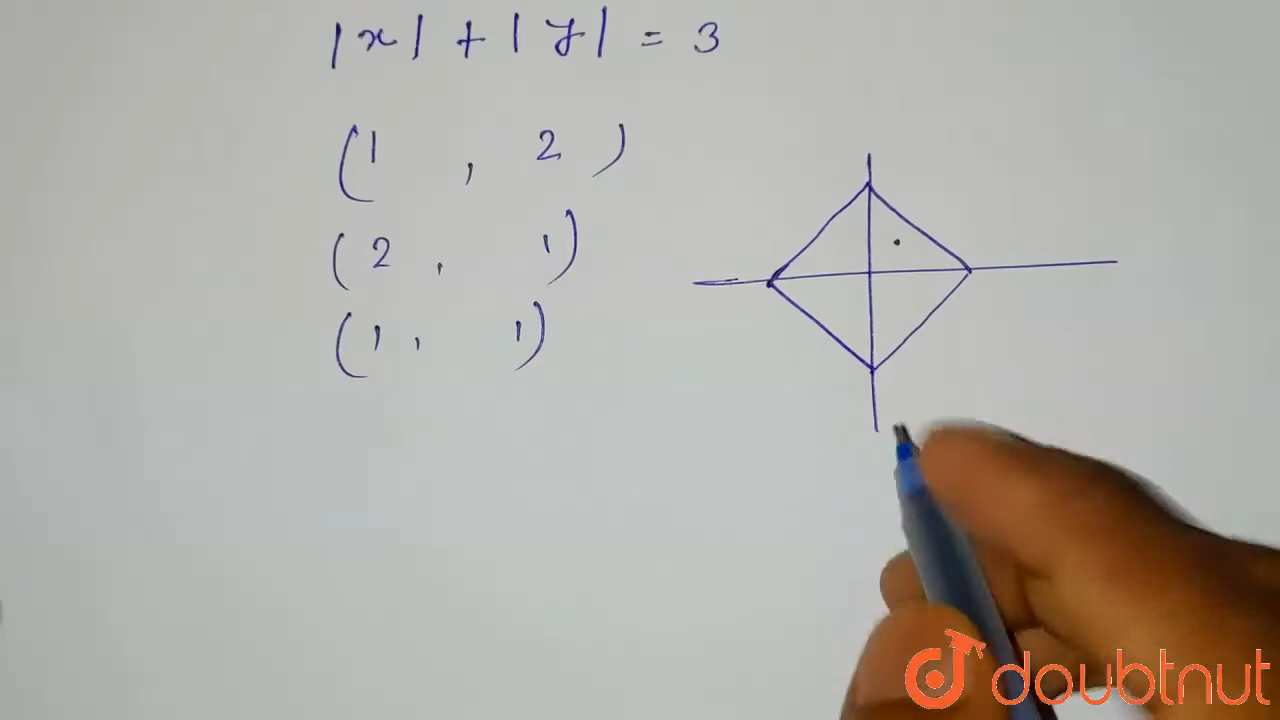 |x| + |y| = 3
(1 , 2)
(2 , 1)
(1 , 1)
doubtnut